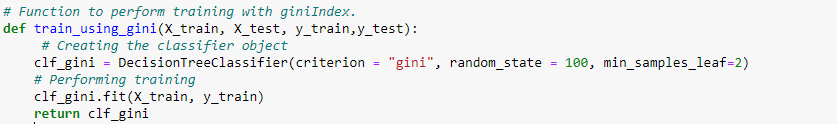 # Function to perform training with giniIndex.
def train_using_gini(X_train, X_test, y_train,y_test):
     # Creating the classifier object
    clf_gini = DecisionTreeClassifier(criterion = "gini", random_state = 100, min_samples_leaf=2)
    # Performing training
    clf_gini.fit(X_train, y_train)
    return clf_gini